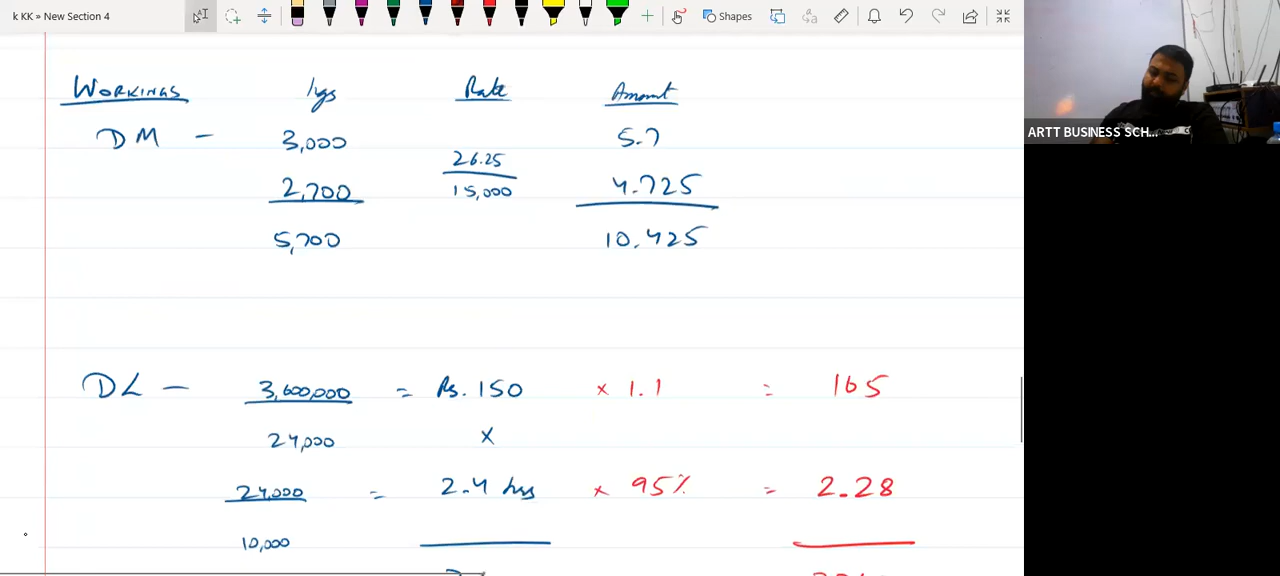 k KK » New Section 4
Shapes
WORKINGS kgs Rate Amount
DM - 3,000 5.7
26.25
2,700 15,000 4.725
5,700 10.425
ARTT BUSINESS SCH...
DL - 3,600,000 = Rs. 150 × 1.1 = 165
24,000 ×
24,000 = 2.4 hrs × 95% = 2.28
10,000